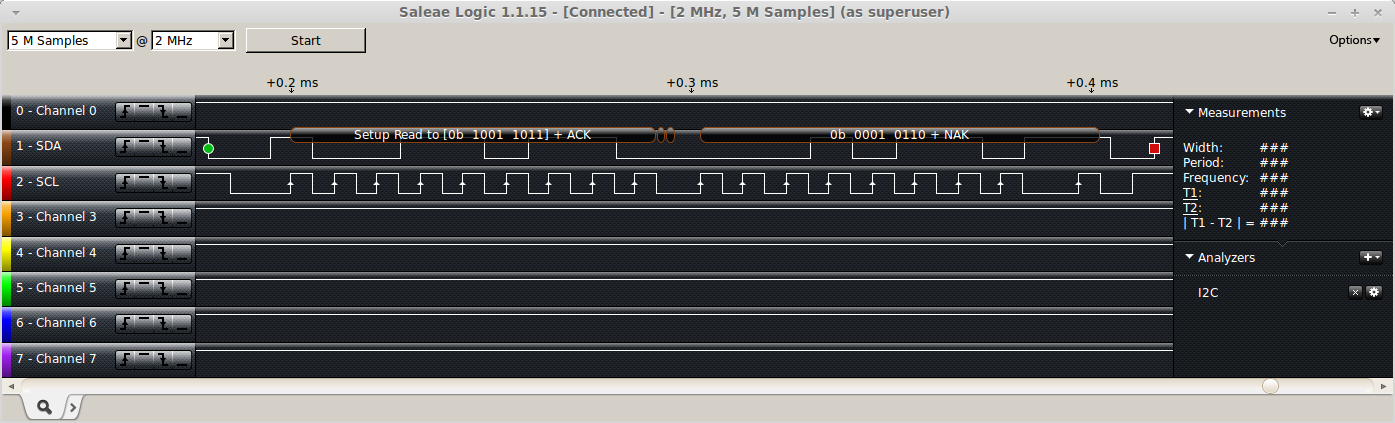 Saleae Logic 1.1.15 - [Connected] - [2 MHz, 5 M Samples] (as superuser)
5 M Samples @ 2 MHz Start Options
+0.2 ms +0.3 ms +0.4 ms
0 - Channel 0
1 - SDA
Setup Read to [0b 1001 1011] + ACK
0b 0001 0110 + NAK
2 - SCL
3 - Channel 3
4 - Channel 4
5 - Channel 5
6 - Channel 6
7 - Channel 7
Measurements
Width: ###
Period: ###
Frequency: ###
T1: ###
T2: ###
| T1 - T2 | = ###
Analyzers
I2C